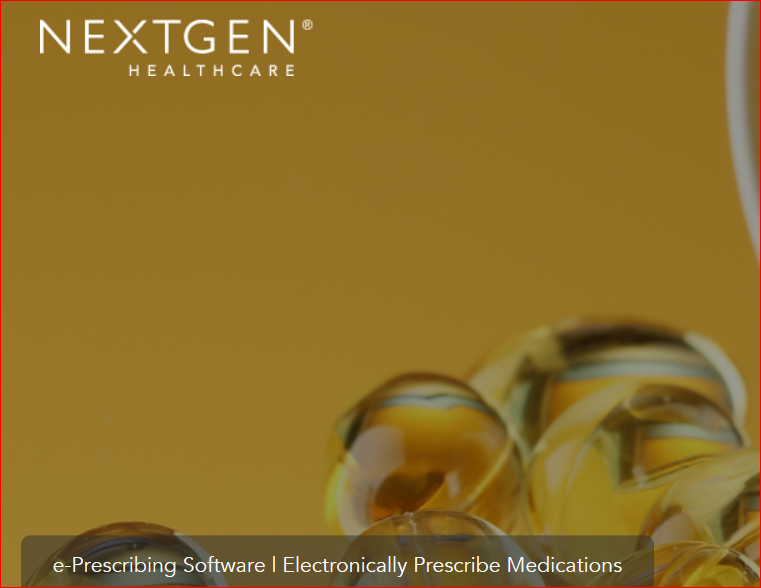 NEXTGEN®
HEALTHCARE
e-Prescribing Software | Electronically Prescribe Medications